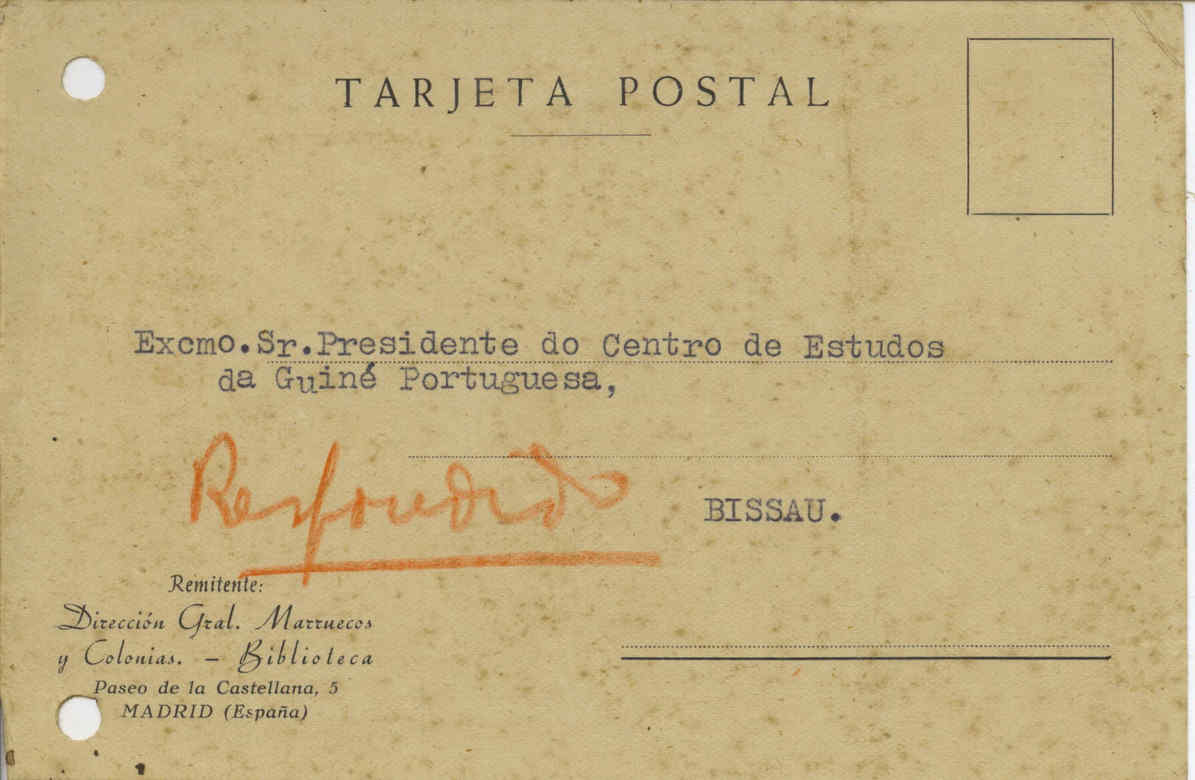 TARJETA POSTAL
Excmo.Sr.Presidente do Centro de Estudos
da Guiné Portuguesa,
Respondido
BISSAU.
Remitente:
Dirección Gral. Marruecos
y Colonias. — Biblioteca
Paseo de la Castellana, 5
MADRID (España)